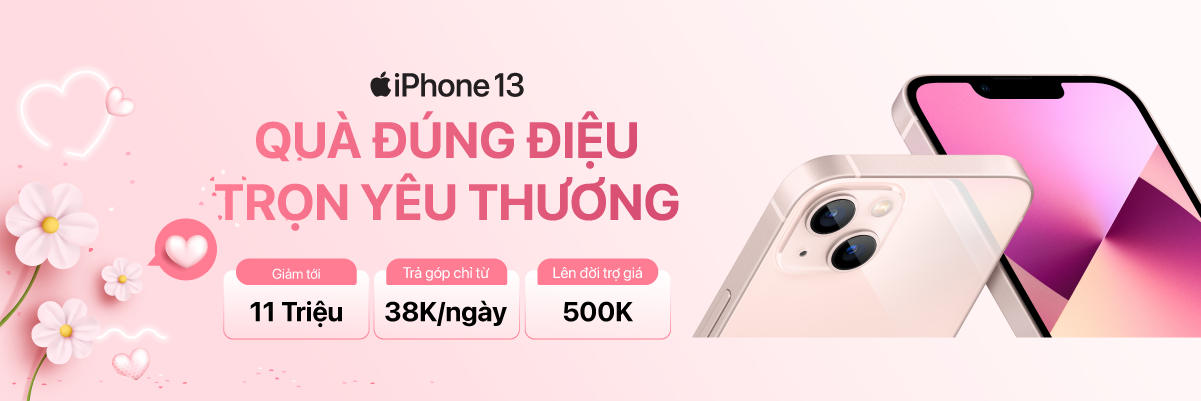 iPhone 13
QUÀ ĐÚNG ĐIỆU
TRỌN YÊU THƯƠNG
Giảm tới
11 Triệu
Trả góp chỉ từ
38K/ngày
Lên đời trợ giá
500K